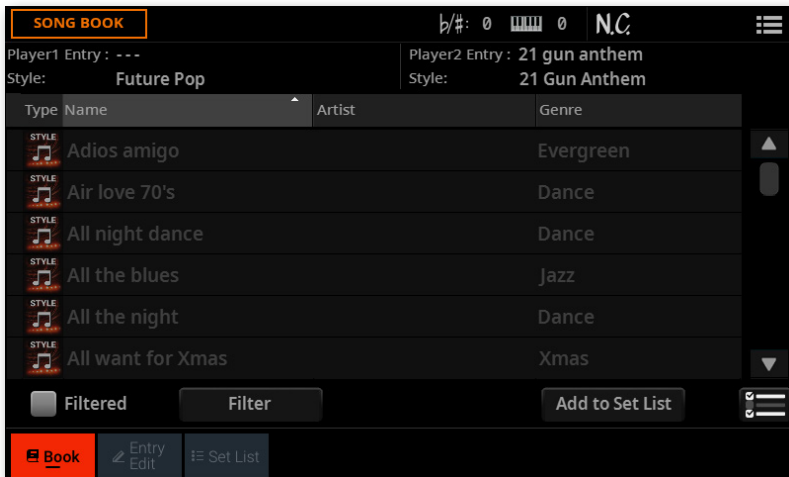 SONG BOOK ♭/#: 0 0 N.C.
Player1 Entry : - - - Player2 Entry : 21 gun anthem
Style: Future Pop Style: 21 Gun Anthem
Type Name Artist Genre
STYLE Adios amigo Evergreen
STYLE Air love 70's Dance
STYLE All night dance Dance
STYLE All the blues Jazz
STYLE All the night Dance
STYLE All want for Xmas Xmas
Filtered Filter Add to Set List
Book Entry Edit Set List